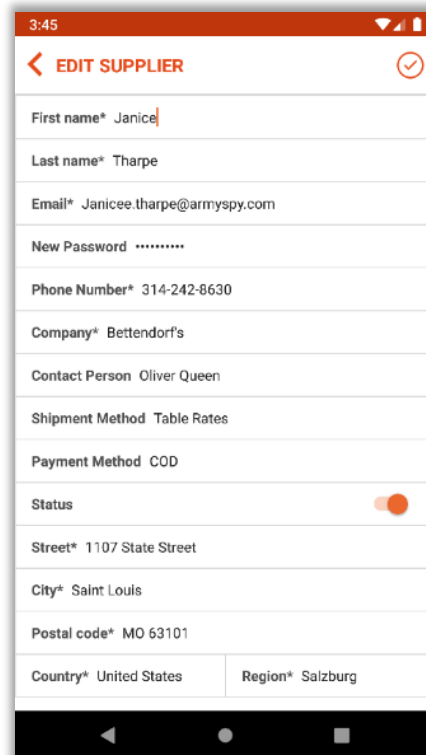 3:45
EDIT SUPPLIER
First name* Janice
Last name* Tharpe
Email* Janicee.tharpe@armyspy.com
New Password ••••••••••
Phone Number* 314-242-8630
Company* Bettendorf's
Contact Person Oliver Queen
Shipment Method Table Rates
Payment Method COD
Status
Street* 1107 State Street
City* Saint Louis
Postal code* MO 63101
Country* United States Region* Salzburg